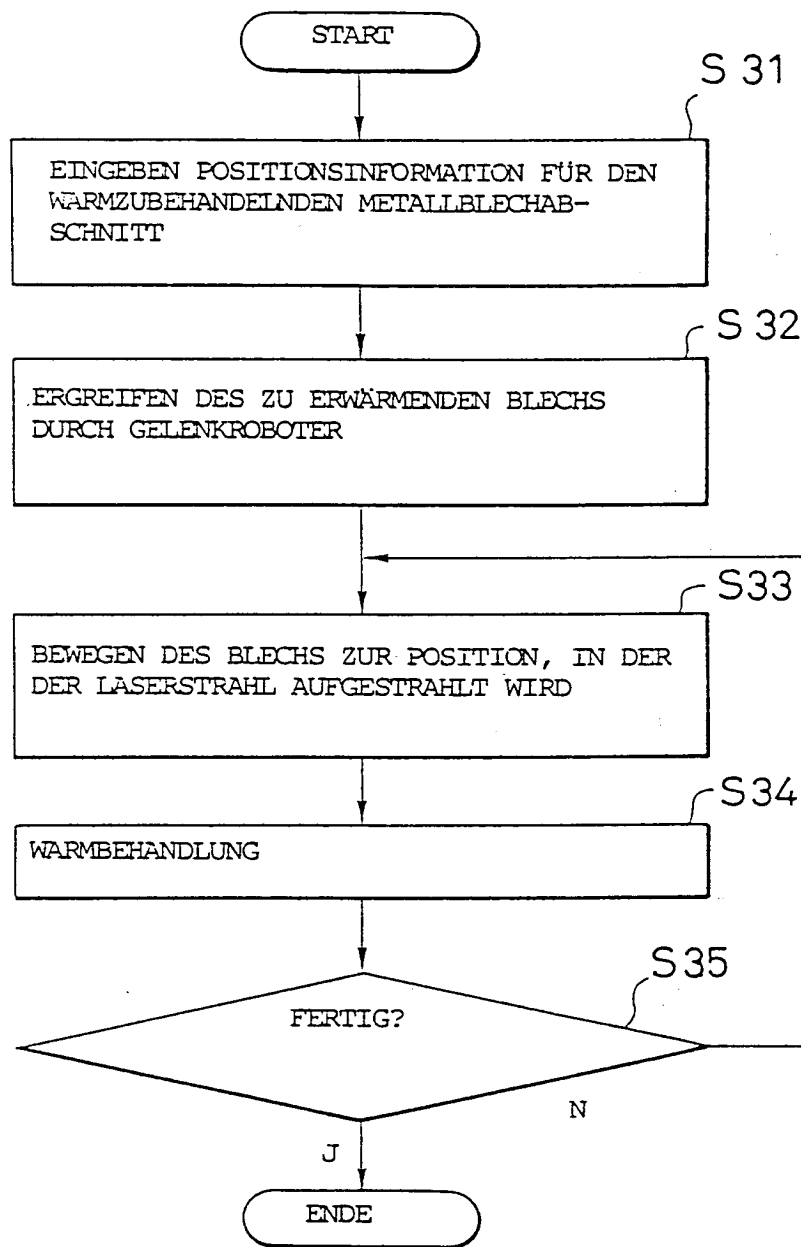 START
S 31
EINGEBEN POSITIONSINFORMATION FÜR DEN
WARMZUBEHANDELNDEN METALLBLECHAB-
SCHNITT
S 32
ERGREIFEN DES ZU ERWÄRMENDEN BLECHS
DURCH GELENKROBOTER
S33
BEWEGEN DES BLECHS ZUR POSITION, IN DER
DER LASERSTRAHL AUFGESTRAHLT WIRD
S34
WARMBEHANDLUNG
S35
FERTIG?
N
J
ENDE